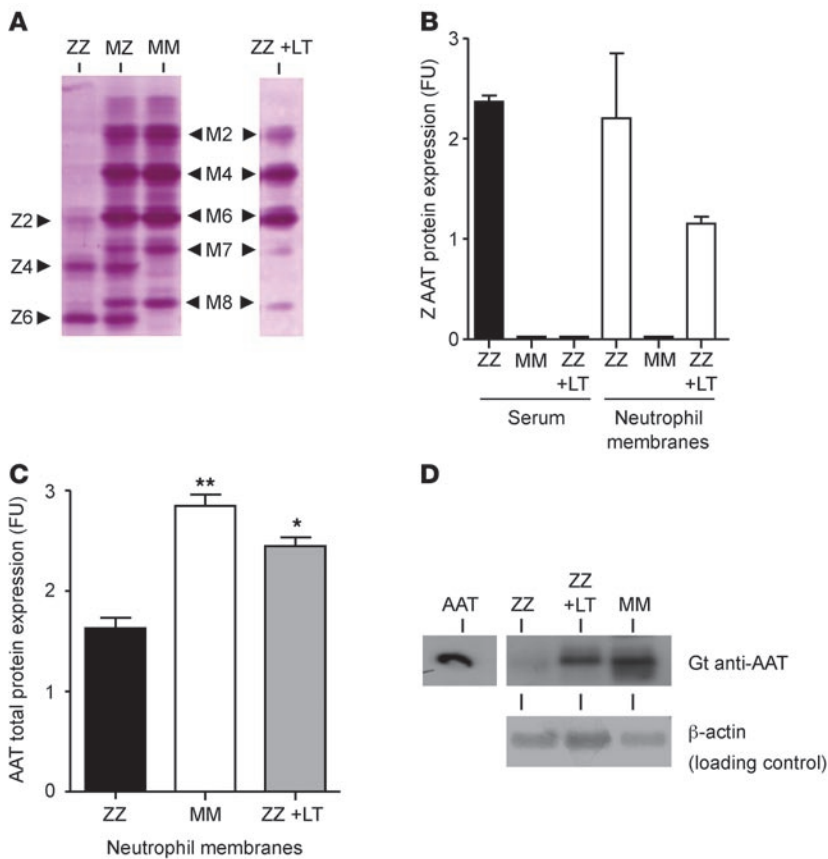 A
ZZ MZ MM
ZZ +LT
M2
M4
M6
M7
M8
Z2
Z4
Z6
B
Z AAT protein expression (FU)
3
2
1
0
ZZ MM ZZ ZZ MM ZZ
+LT +LT
Serum Neutrophil
membranes
C
AAT total protein expression (FU)
3
2
1
0
**
*
ZZ MM ZZ +LT
Neutrophil membranes
D
AAT ZZ ZZ +LT MM
Gt anti-AAT
β-actin
(loading control)